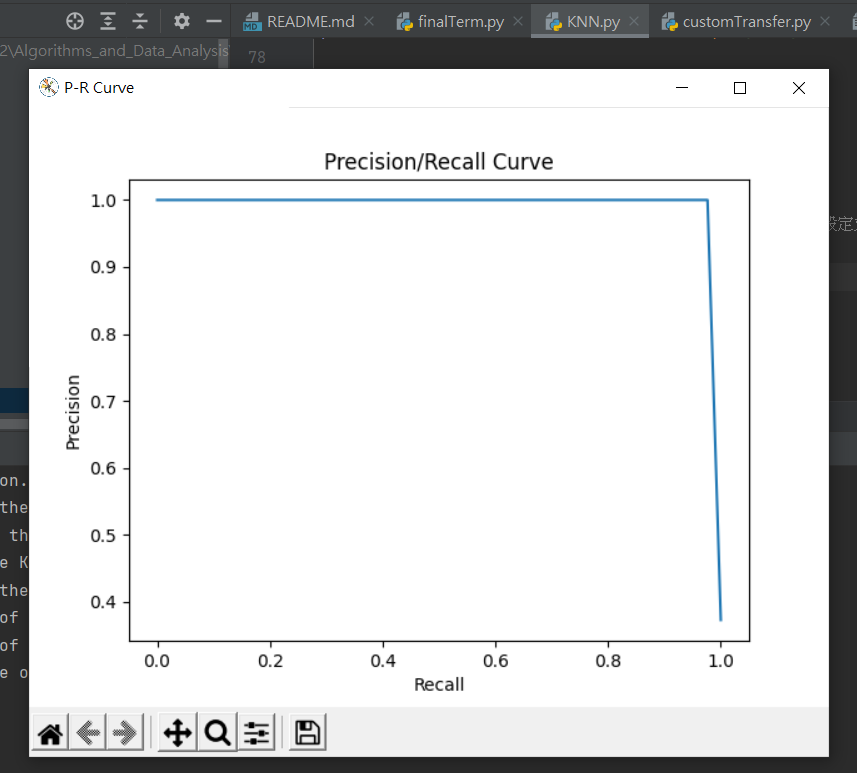 README.md
finalTerm.py
KNN.py
customTransfer.py
2\Algorithms_and_Data_Analysis
78
P-R Curve
Precision/Recall Curve
1.0
0.9
0.8
0.7
0.6
0.5
0.4
Precision
0.0 0.2 0.4 0.6 0.8 1.0
Recall
設定
on.
the
th
e K
the
of
of
e o
MD